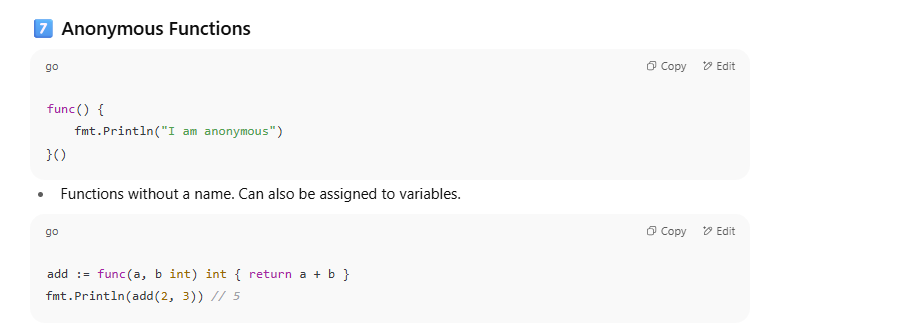 7 Anonymous Functions
go Copy Edit
func() {
    fmt.Println("I am anonymous")
}()
• Functions without a name. Can also be assigned to variables.
go Copy Edit
add := func(a, b int) int { return a + b }
fmt.Println(add(2, 3)) // 5